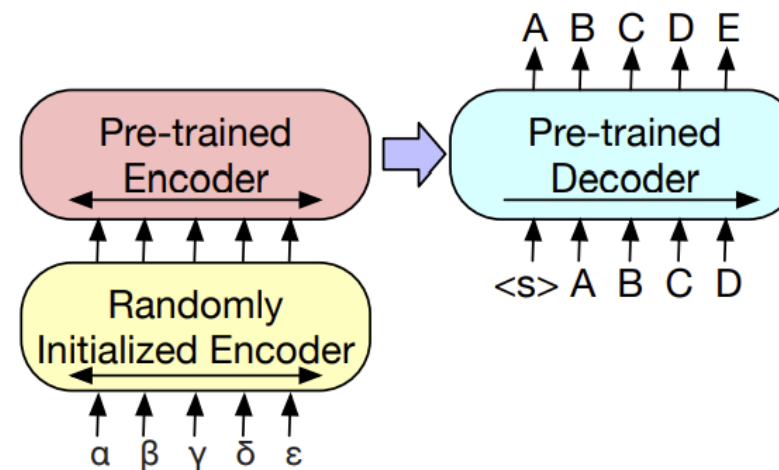 A B C D E
Pre-trained
Encoder
Pre-trained
Decoder
<s> A B C D
Randomly
Initialized Encoder
α β γ δ ε